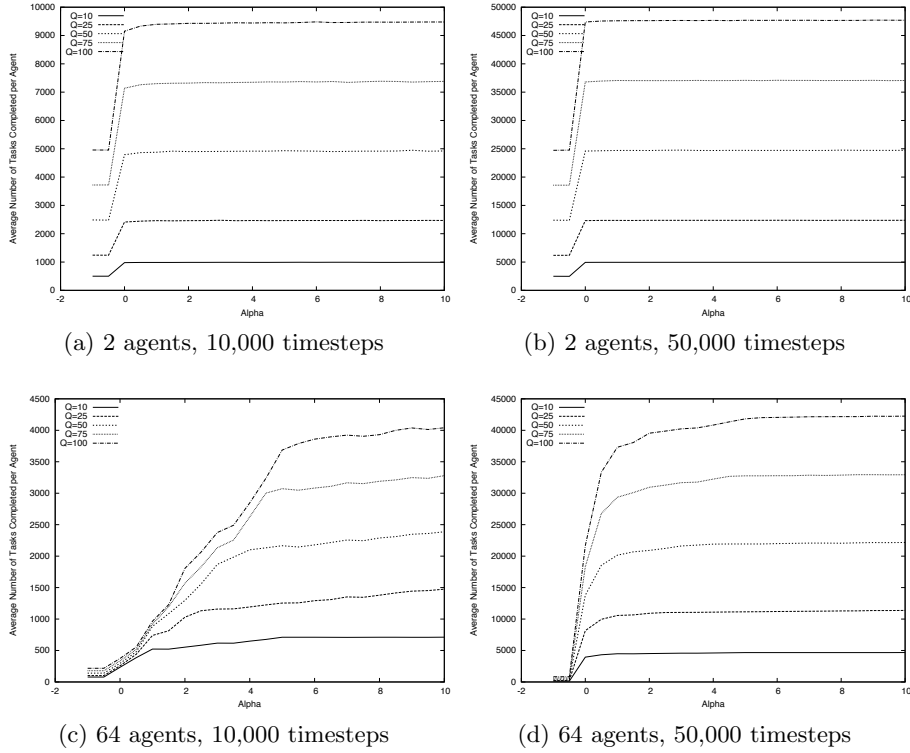 10000
9000
8000
7000
6000
5000
4000
3000
2000
1000
0
Average Number of Tasks Completed per Agent
Q=10
Q=25
Q=50
Q=75
Q=100
-2 0 2 4 6 8 10
Alpha
(a) 2 agents, 10,000 timesteps
50000
45000
40000
35000
30000
25000
20000
15000
10000
5000
0
Average Number of Tasks Completed per Agent
Q=10
Q=25
Q=50
Q=75
Q=100
-2 0 2 4 6 8 10
Alpha
(b) 2 agents, 50,000 timesteps
4500
4000
3500
3000
2500
2000
1500
1000
500
0
Average Number of Tasks Completed per Agent
Q=10
Q=25
Q=50
Q=75
Q=100
-2 0 2 4 6 8 10
Alpha
(c) 64 agents, 10,000 timesteps
45000
40000
35000
30000
25000
20000
15000
10000
5000
0
Average Number of Tasks Completed per Agent
Q=10
Q=25
Q=50
Q=75
Q=100
-2 0 2 4 6 8 10
Alpha
(d) 64 agents, 50,000 timesteps